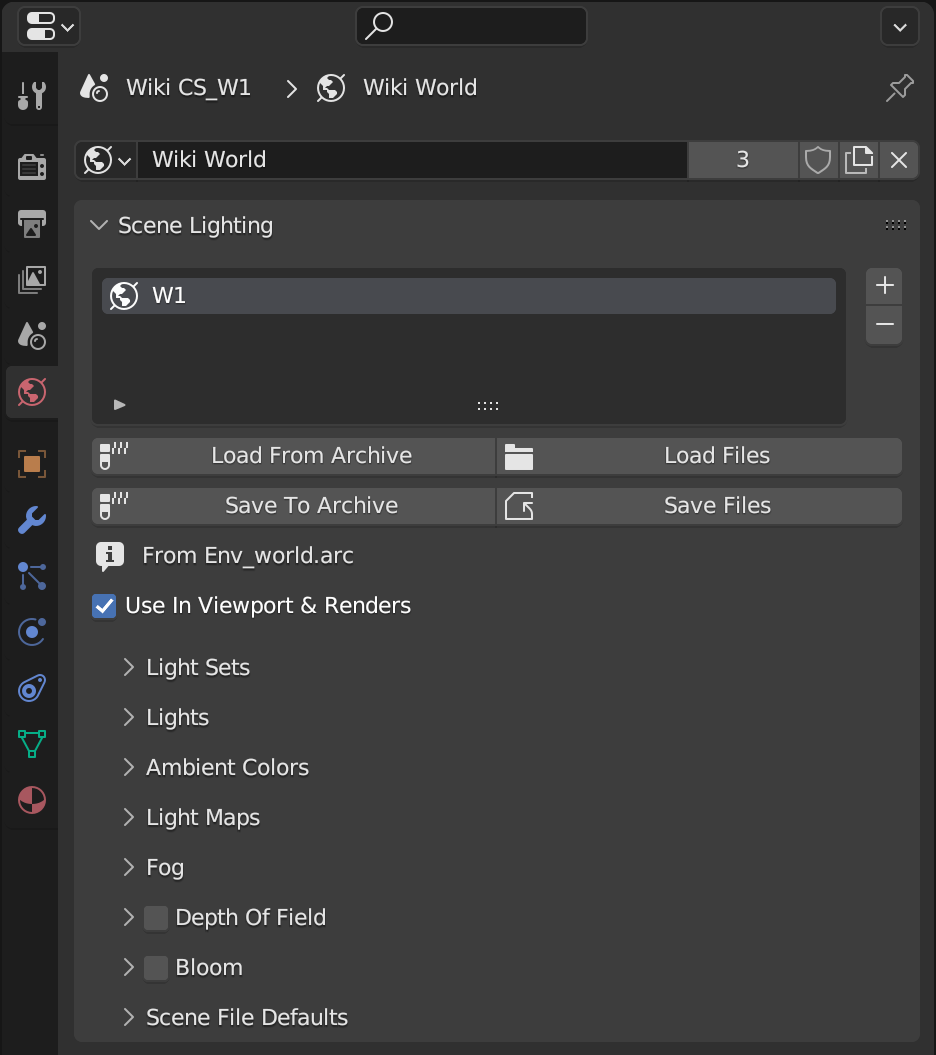 Wiki CS_W1 Wiki World
Wiki World 3
Scene Lighting
W1
Load From Archive Load Files
Save To Archive Save Files
From Env_world.arc
Use In Viewport & Renders
Light Sets
Lights
Ambient Colors
Light Maps
Fog
Depth Of Field
Bloom
Scene File Defaults